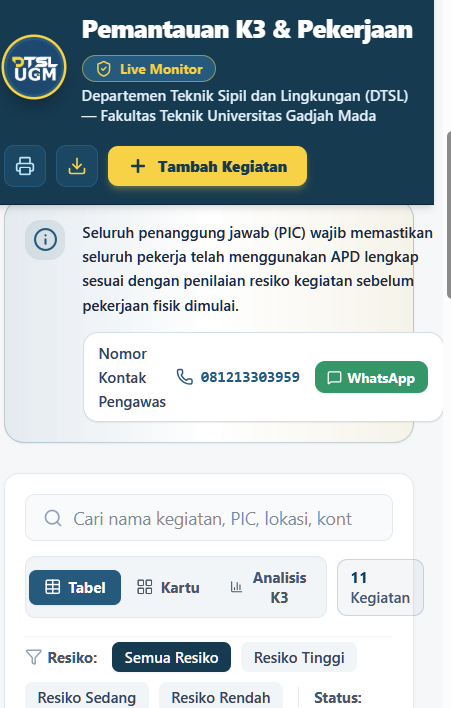 Pemantauan K3 & Pekerjaan
DTSL
UGM
Live Monitor
Departemen Teknik Sipil dan Lingkungan (DTSL)
— Fakultas Teknik Universitas Gadjah Mada
Tambah Kegiatan
Seluruh penanggung jawab (PIC) wajib memastikan
seluruh pekerja telah menggunakan APD lengkap
sesuai dengan penilaian resiko kegiatan sebelum
pekerjaan fisik dimulai.
Nomor
Kontak
Pengawas
081213303959
WhatsApp
Cari nama kegiatan, PIC, lokasi, kont
Tabel
Kartu
Analisis
K3
11
Kegiatan
Resiko:
Semua Resiko
Resiko Tinggi
Resiko Sedang
Resiko Rendah
Status: